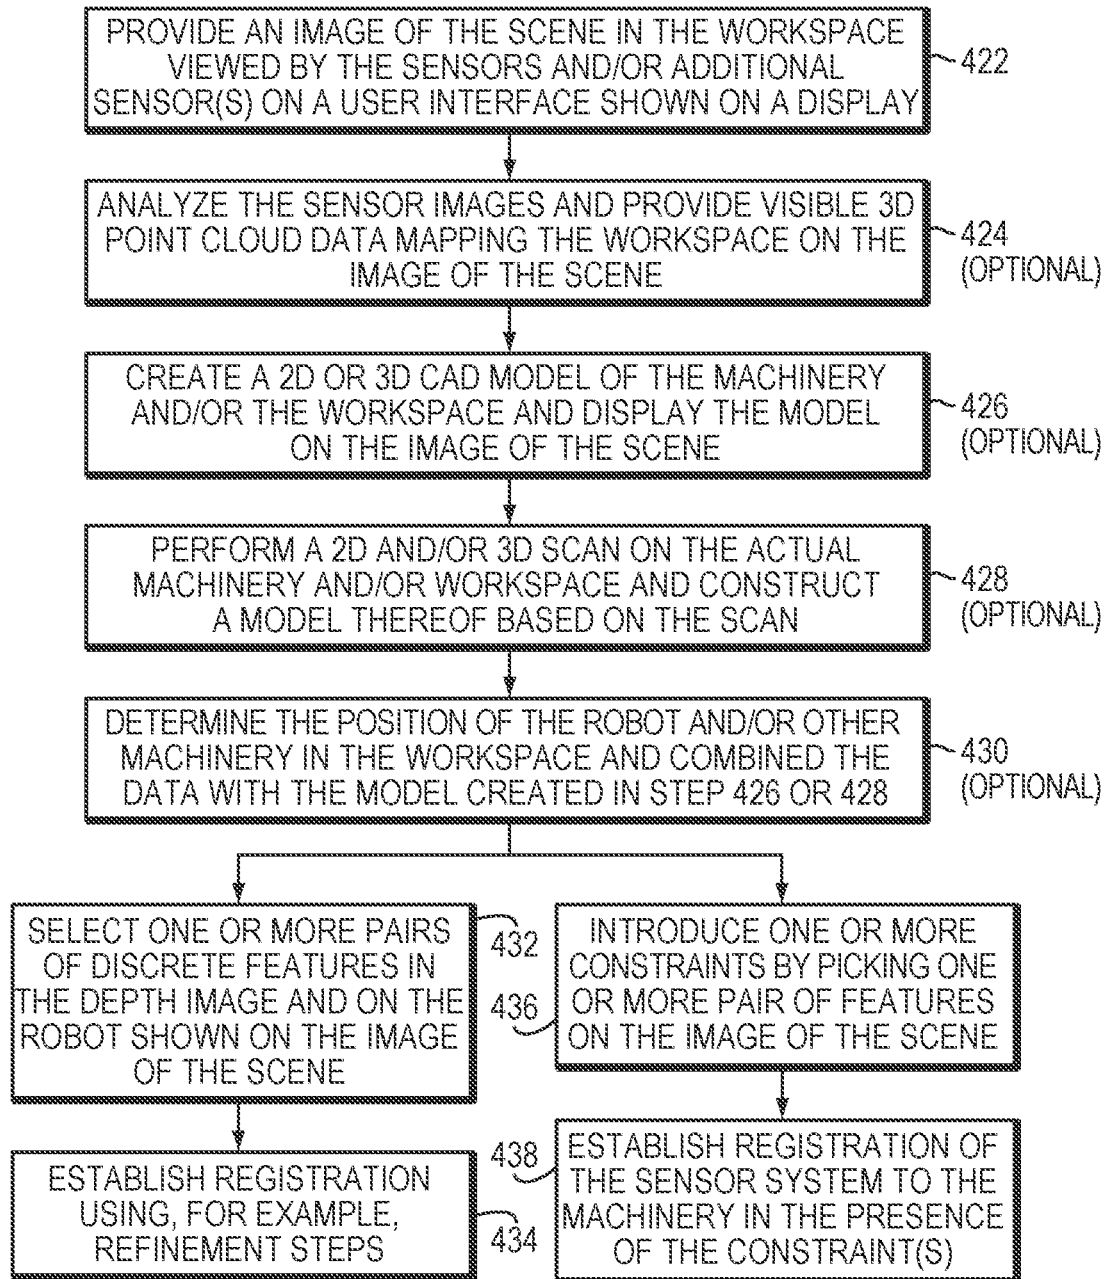 PROVIDE AN IMAGE OF THE SCENE IN THE WORKSPACE
VIEWED BY THE SENSORS AND/OR ADDITIONAL
SENSOR(S) ON A USER INTERFACE SHOWN ON A DISPLAY
422
ANALYZE THE SENSOR IMAGES AND PROVIDE VISIBLE 3D
POINT CLOUD DATA MAPPING THE WORKSPACE ON THE
IMAGE OF THE SCENE
424
(OPTIONAL)
CREATE A 2D OR 3D CAD MODEL OF THE MACHINERY
AND/OR THE WORKSPACE AND DISPLAY THE MODEL
ON THE IMAGE OF THE SCENE
426
(OPTIONAL)
PERFORM A 2D AND/OR 3D SCAN ON THE ACTUAL
MACHINERY AND/OR WORKSPACE AND CONSTRUCT
A MODEL THEREOF BASED ON THE SCAN
428
(OPTIONAL)
DETERMINE THE POSITION OF THE ROBOT AND/OR OTHER
MACHINERY IN THE WORKSPACE AND COMBINED THE
DATA WITH THE MODEL CREATED IN STEP 426 OR 428
430
(OPTIONAL)
SELECT ONE OR MORE PAIRS
OF DISCRETE FEATURES IN
THE DEPTH IMAGE AND ON THE
ROBOT SHOWN ON THE IMAGE
OF THE SCENE
432
ESTABLISH REGISTRATION
USING, FOR EXAMPLE,
REFINEMENT STEPS
434
INTRODUCE ONE OR MORE
CONSTRAINTS BY PICKING ONE
OR MORE PAIR OF FEATURES
ON THE IMAGE OF THE SCENE
436
ESTABLISH REGISTRATION OF
THE SENSOR SYSTEM TO THE
MACHINERY IN THE PRESENCE
OF THE CONSTRAINT(S)
438